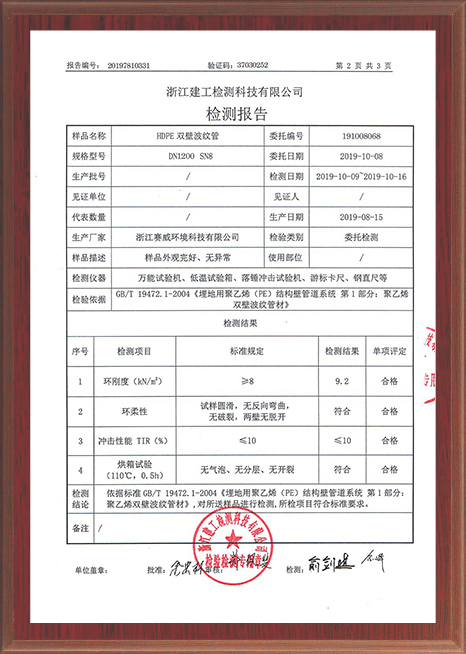 报告编号: 20197810331 验证码: 37030252 第 2 页 共 3 页
浙江建工检测科技有限公司
检测报告
样品名称 HDPE 双壁波纹管 委托编号 191008068
规格型号 DN1200 SN8 委托日期 2019-10-08
生产批号 / 检测日期 2019-10-09~2019-10-16
见证单位 / 见证人 /
代表数量 / 生产日期 2019-08-15
生产厂家 浙江赛威环境科技有限公司 检验类别 委托检测
样品描述 样品外观完好、无异常 使用部位 /
检测仪器 万能试验机、低温试验箱、落锤冲击试验机、游标卡尺、钢直尺等
检验依据 GB/T 19472.1-2004《埋地用聚乙烯（PE）结构壁管道系统 第1部分：聚乙烯
双壁波纹管材》
检测结果
序号 检测项目 标准规定 检测结果 单项评定
1 环刚度（kN/m²） ≥8 9.2 合格
2 环柔性 试样圆滑，无反向弯曲，
无破裂，两壁无脱开 符合 合格
3 冲击性能 TIR（%） ≤10 ≤10 合格
4 烘箱试验
（110℃，0.5h） 无气泡、无分层、无开裂 符合 合格
检测
结论 依据标准 GB/T 19472.1-2004《埋地用聚乙烯（PE）结构壁管道系统 第1部分：
聚乙烯双壁波纹管材》，对所送样品进行检测，所检项目符合标准要求。
备注 /
浙江建工检测科技有限公司
检验检测专用章
单位盖章： 批准： 审核： 检测：